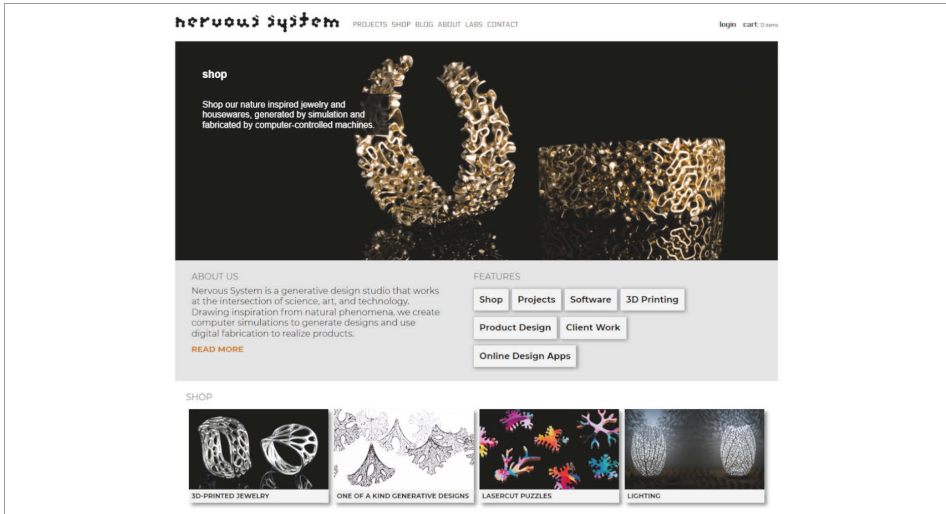 nervous system
PROJECTS SHOP BLOG ABOUT LABS CONTACT
login cart: 0 items
shop
Shop our nature inspired jewelry and
housewares, generated by simulation and
fabricated by computer-controlled machines.
ABOUT US
Nervous System is a generative design studio that works
at the intersection of science, art, and technology.
Drawing inspiration from natural phenomena, we create
computer simulations to generate designs and use
digital fabrication to realize products.
READ MORE
FEATURES
Shop Projects Software 3D Printing
Product Design Client Work
Online Design Apps
SHOP
3D-PRINTED JEWELRY
ONE OF A KIND GENERATIVE DESIGNS
LASERCUT PUZZLES
LIGHTING